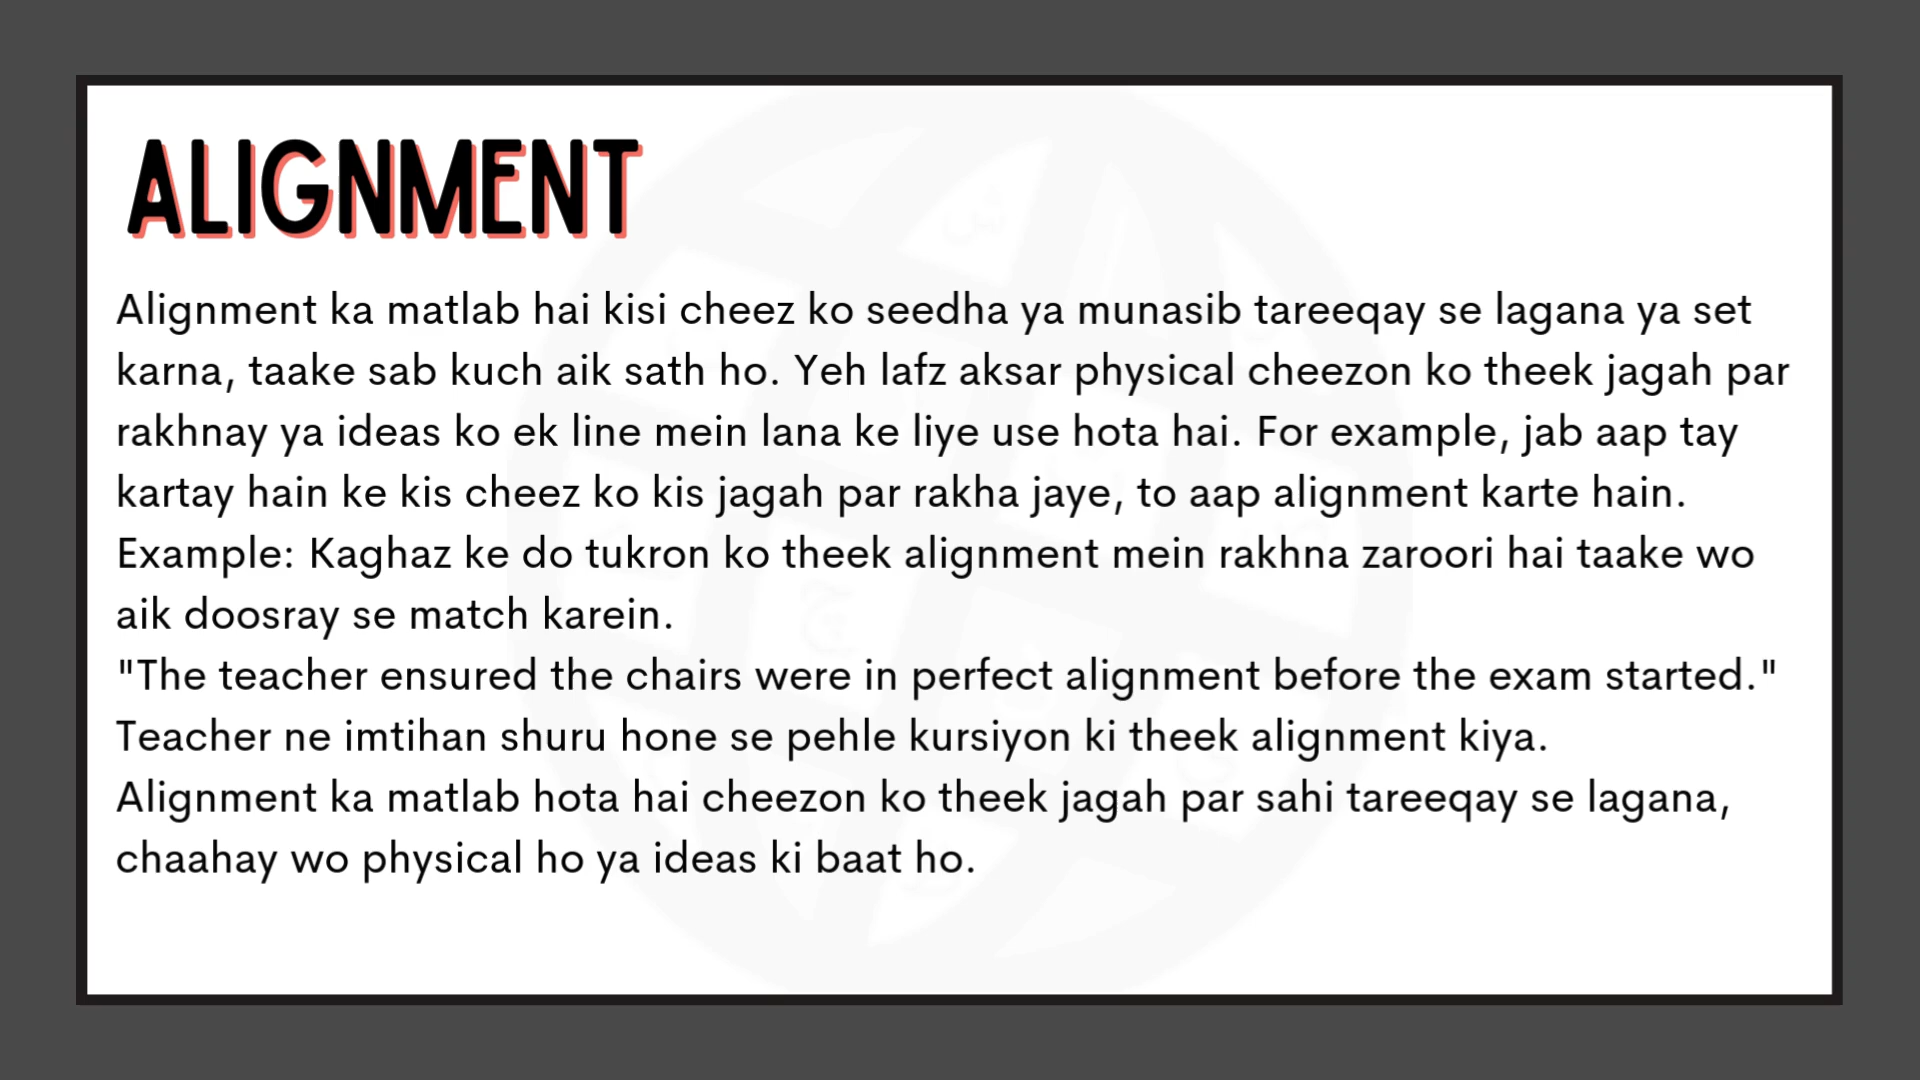 ALIGNMENT
Alignment ka matlab hai kisi cheez ko seedha ya munasib tareeqay se lagana ya set
karna, taake sab kuch aik sath ho. Yeh lafz aksar physical cheezon ko theek jagah par
rakhnay ya ideas ko ek line mein lana ke liye use hota hai. For example, jab aap tay
kartay hain ke kis cheez ko kis jagah par rakha jaye, to aap alignment karte hain.
Example: Kaghaz ke do tukron ko theek alignment mein rakhna zaroori hai taake wo
aik doosray se match karein.
"The teacher ensured the chairs were in perfect alignment before the exam started."
Teacher ne imtihan shuru hone se pehle kursiyon ki theek alignment kiya.
Alignment ka matlab hota hai cheezon ko theek jagah par sahi tareeqay se lagana,
chaahay wo physical ho ya ideas ki baat ho.